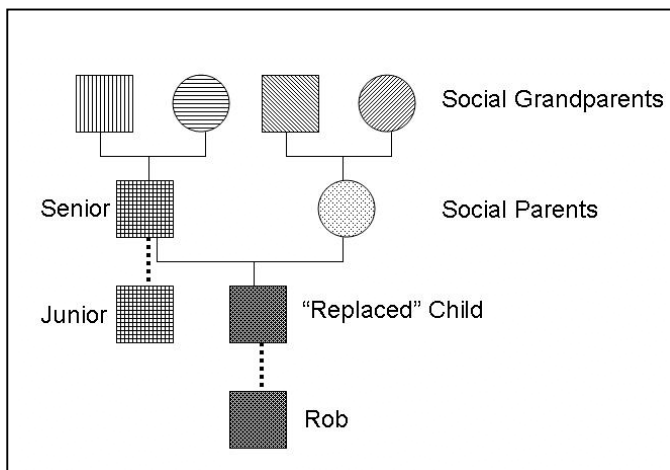 Social Grandparents
Senior
Social Parents
Junior
“Replaced” Child
Rob